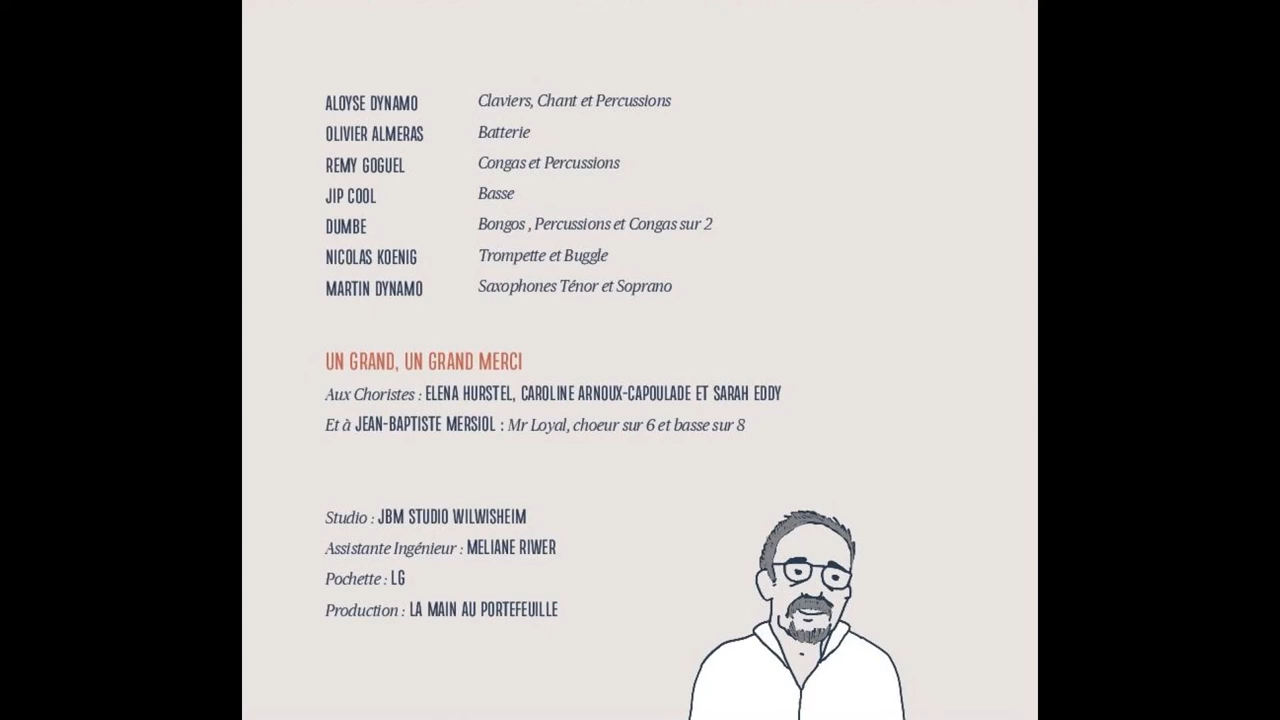 ALOYSE DYNAMO Claviers, Chant et Percussions
OLIVIER ALMERAS Batterie
REMY GOGUEL Congas et Percussions
JIP COOL Basse
DUMBE Bongos , Percussions et Congas sur 2
NICOLAS KOENIG Trompette et Buggle
MARTIN DYNAMO Saxophones Ténor et Soprano
UN GRAND, UN GRAND MERCI
Aux Choristes : ELENA HURSTEL, CAROLINE ARNOUX-CAPOULADE ET SARAH EDDY
Et à JEAN-BAPTISTE MERSIOL : Mr Loyal, choeur sur 6 et basse sur 8
Studio : JBM STUDIO WILWISHEIM
Assistante Ingénieur : MELIANE RIWER
Pochette : LG
Production : LA MAIN AU PORTEFEUILLE